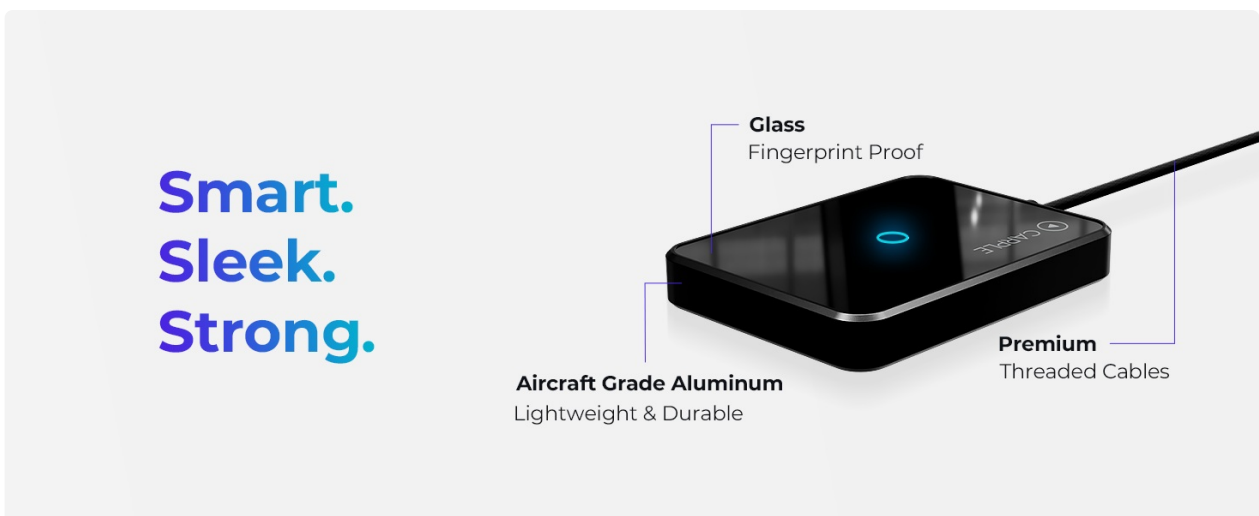 Smart.
Sleek.
Strong.
Glass
Fingerprint Proof
CARPLE
Premium
Threaded Cables
Aircraft Grade Aluminum
Lightweight & Durable